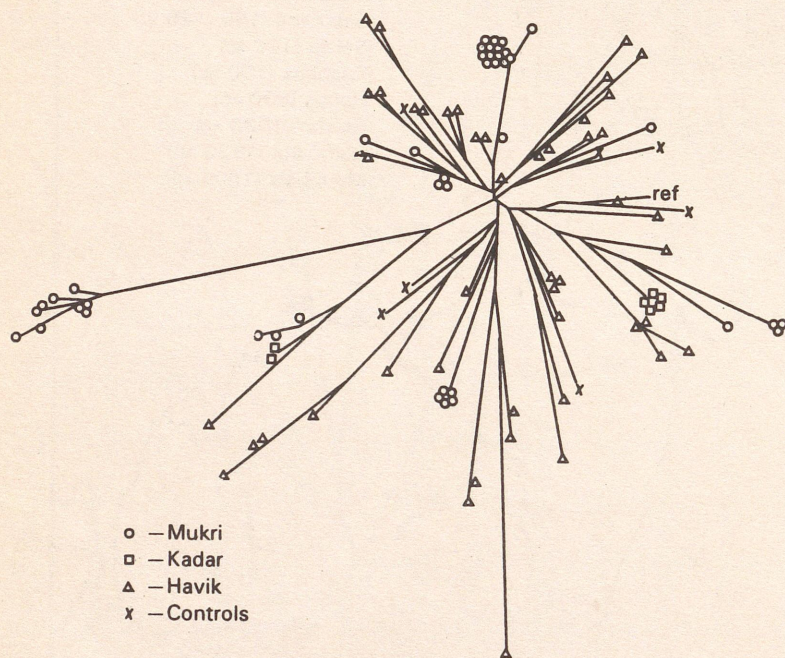 ref
o — Mukri
□ — Kadar
△ — Havik
x — Controls